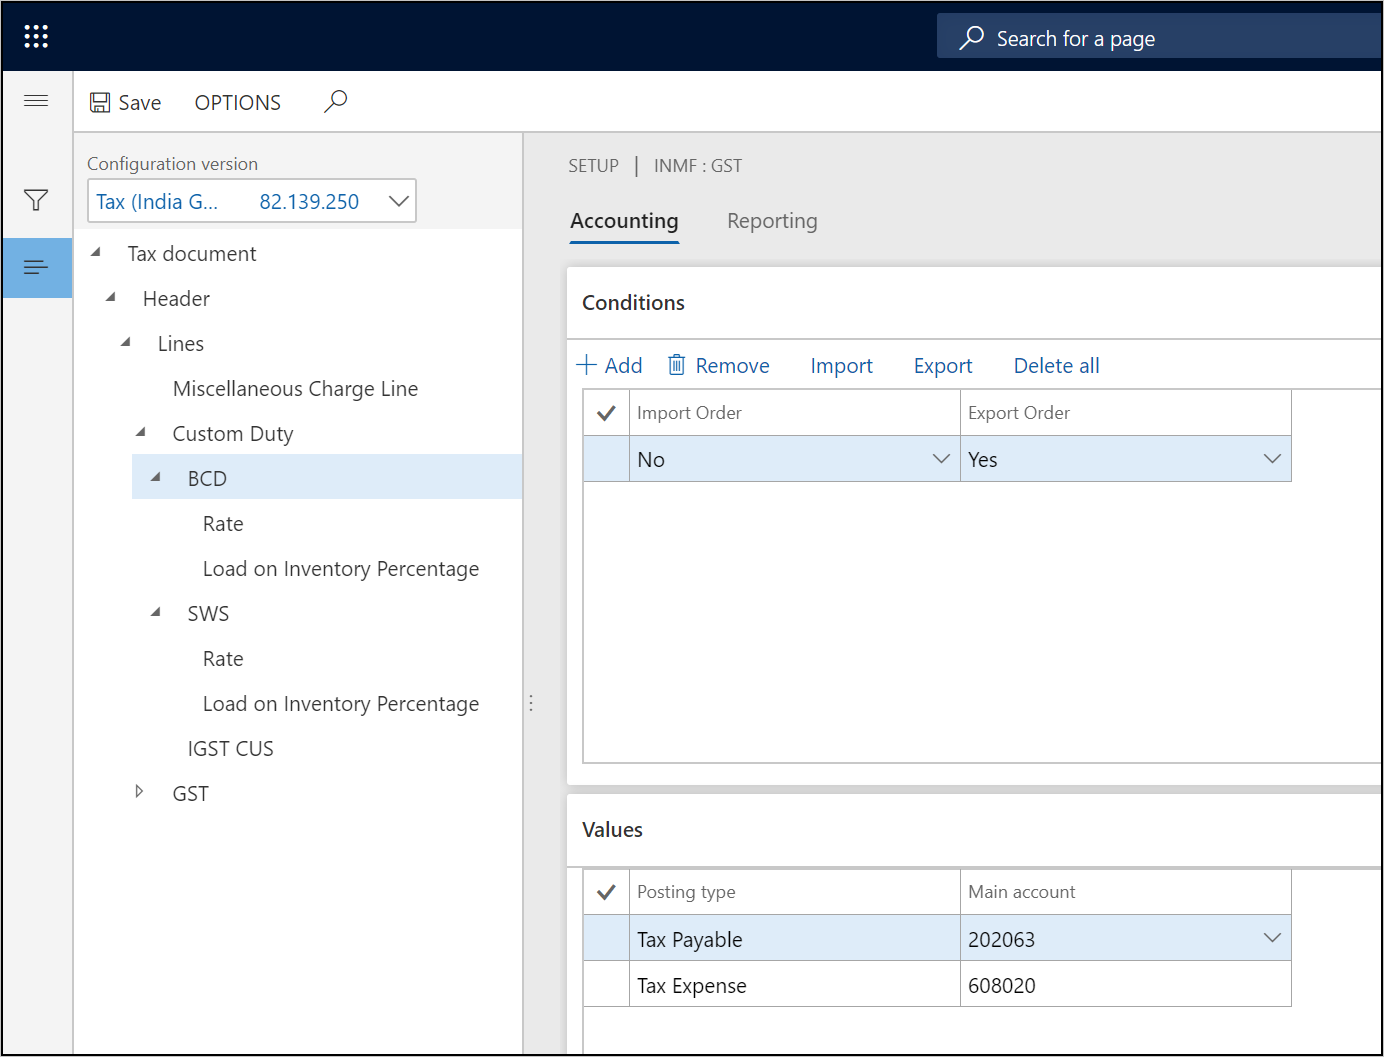 Search for a page
Save OPTIONS
Configuration version
Tax (India G... 82.139.250
Tax document
Header
Lines
Miscellaneous Charge Line
Custom Duty
BCD
Rate
Load on Inventory Percentage
SWS
Rate
Load on Inventory Percentage
IGST CUS
GST
SETUP | INMF : GST
Accounting Reporting
Conditions
Add Remove Import Export Delete all
Import Order Export Order
No Yes
Values
Posting type Main account
Tax Payable 202063
Tax Expense 608020